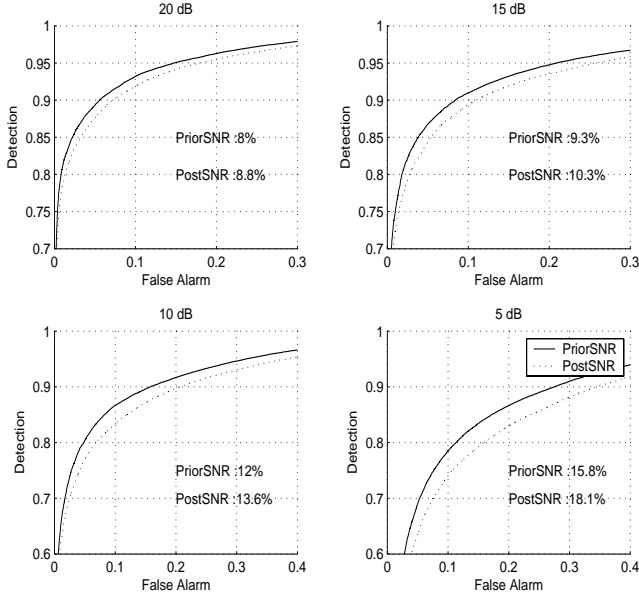 20 dB
1
0.95
0.9
0.85
0.8
0.75
0.7
Detection
PriorSNR :8%
PostSNR :8.8%
0
0.1
0.2
0.3
False Alarm
15 dB
1
0.95
0.9
0.85
0.8
0.75
0.7
Detection
PriorSNR :9.3%
PostSNR :10.3%
0
0.1
0.2
0.3
False Alarm
10 dB
1
0.9
0.8
0.7
0.6
Detection
PriorSNR :12%
PostSNR :13.6%
0
0.1
0.2
0.3
0.4
False Alarm
5 dB
1
0.9
0.8
0.7
0.6
Detection
PriorSNR
PostSNR
PriorSNR :15.8%
PostSNR :18.1%
0
0.1
0.2
0.3
0.4
False Alarm